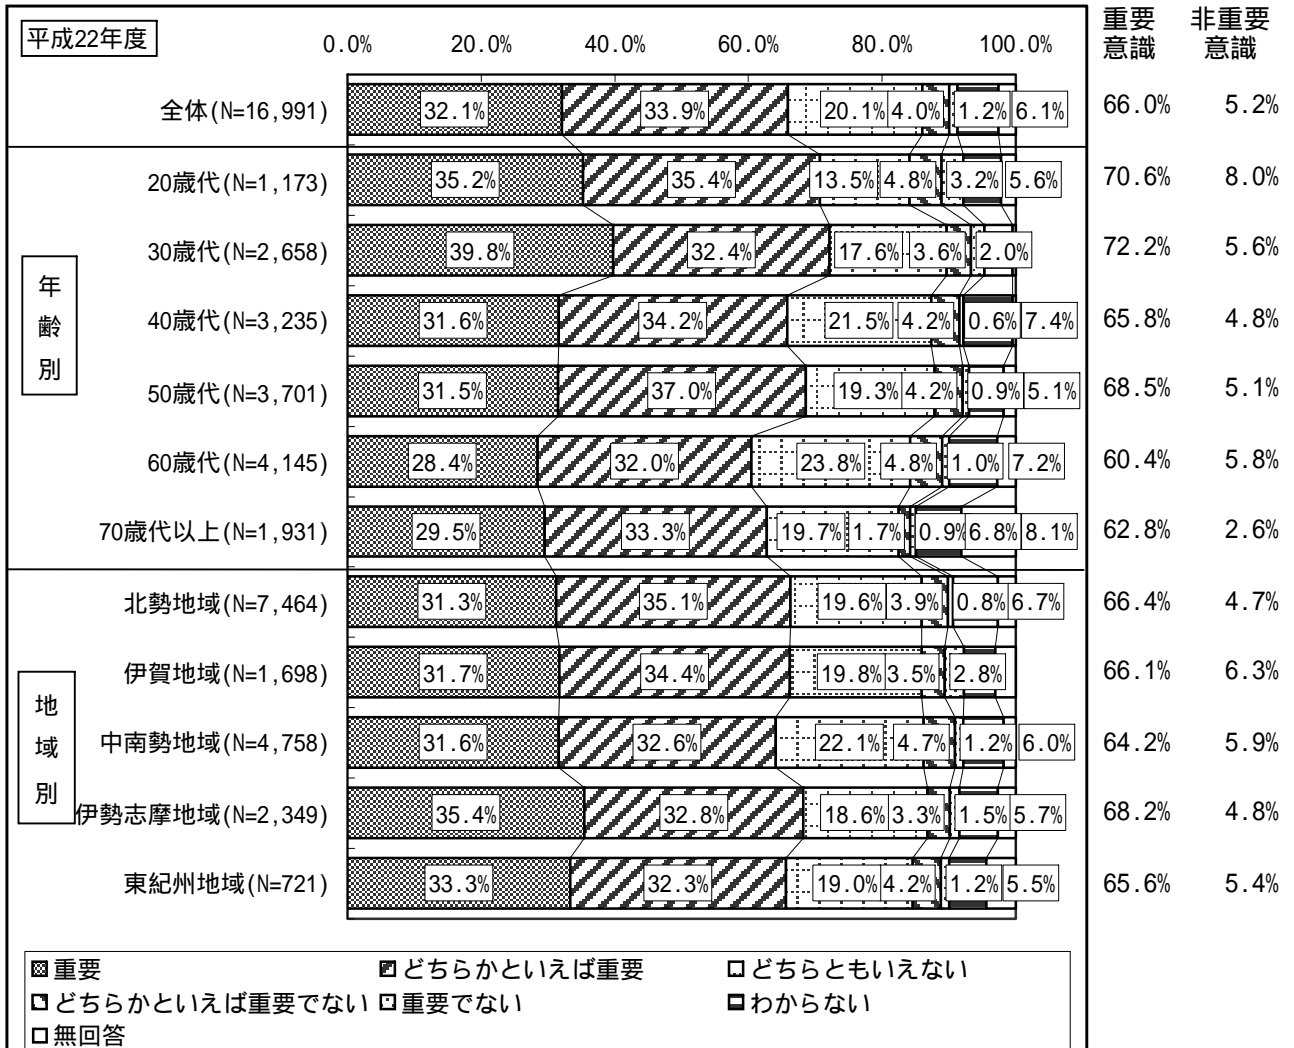 重要 非重要
意識 意識
平成22年度 0.0% 20.0% 40.0% 60.0% 80.0% 100.0%
全体(N=16,991) 32.1% 33.9% 20.1% 4.0% 1.2% 6.1% 66.0% 5.2%
年齢別
20歳代(N=1,173) 35.2% 35.4% 13.5% 4.8% 3.2% 5.6% 70.6% 8.0%
30歳代(N=2,658) 39.8% 32.4% 17.6% 3.6% 2.0% 72.2% 5.6%
40歳代(N=3,235) 31.6% 34.2% 21.5% 4.2% 0.6% 7.4% 65.8% 4.8%
50歳代(N=3,701) 31.5% 37.0% 19.3% 4.2% 0.9% 5.1% 68.5% 5.1%
60歳代(N=4,145) 28.4% 32.0% 23.8% 4.8% 1.0% 7.2% 60.4% 5.8%
70歳代以上(N=1,931) 29.5% 33.3% 19.7% 1.7% 0.9% 6.8% 8.1% 62.8% 2.6%
地域別
北勢地域(N=7,464) 31.3% 35.1% 19.6% 3.9% 0.8% 6.7% 66.4% 4.7%
伊賀地域(N=1,698) 31.7% 34.4% 19.8% 3.5% 2.8% 66.1% 6.3%
中南勢地域(N=4,758) 31.6% 32.6% 22.1% 4.7% 1.2% 6.0% 64.2% 5.9%
伊勢志摩地域(N=2,349) 35.4% 32.8% 18.6% 3.3% 1.5% 5.7% 68.2% 4.8%
東紀州地域(N=721) 33.3% 32.3% 19.0% 4.2% 1.2% 5.5% 65.6% 5.4%
重要 どちらかといえば重要 どちらともいえない
どちらかといえば重要でない 重要でない わからない
無回答